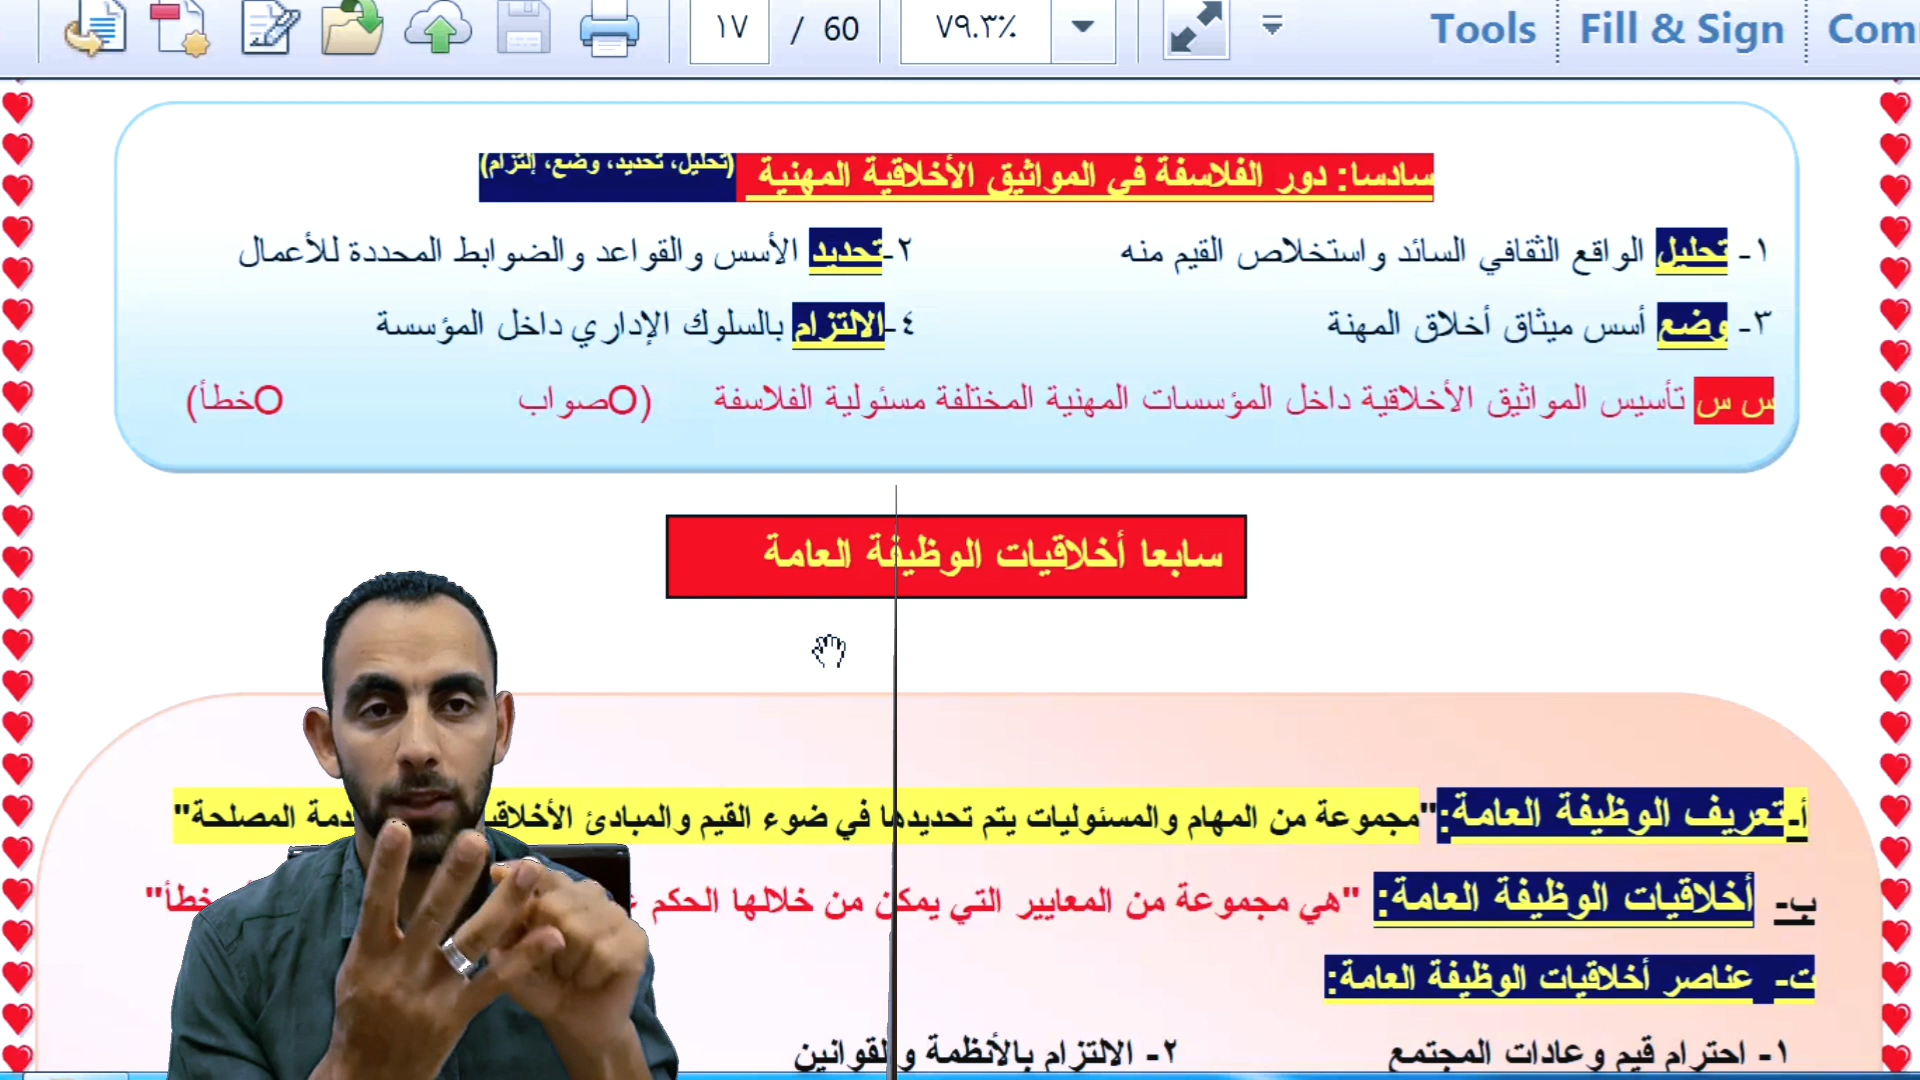 ١٧ / 60 ٧٩.٣٪ Tools Fill & Sign Com
سادسا: دور الفلاسفة في المواثيق الأخلاقية المهنية (تحليل، تحديد، وضع، إلتزام)
١- تحليل الواقع الثقافي السائد واستخلاص القيم منه ٢-تحديد الأسس والقواعد والضوابط المحددة للأعمال
٣- وضع أسس ميثاق أخلاق المهنة ٤-الالتزام بالسلوك الإداري داخل المؤسسة
س س تأسيس المواثيق الأخلاقية داخل المؤسسات المهنية المختلفة مسئولية الفلاسفة (Oصواب Oخطأ)
سابعا أخلاقيات الوظيفة العامة
أ-تعريف الوظيفة العامة: "مجموعة من المهام والمسئوليات يتم تحديدها في ضوء القيم والمبادئ المصلحة"
ب- أخلاقيات الوظيفة العامة: "هي مجموعة من المعايير التي يمكن من خلالها الحكم خطأ"
ت- عناصر أخلاقيات الوظيفة العامة:
١- احترام قيم وعادات المجتمع ٢- الالتزام بالأنظمة والقوانين